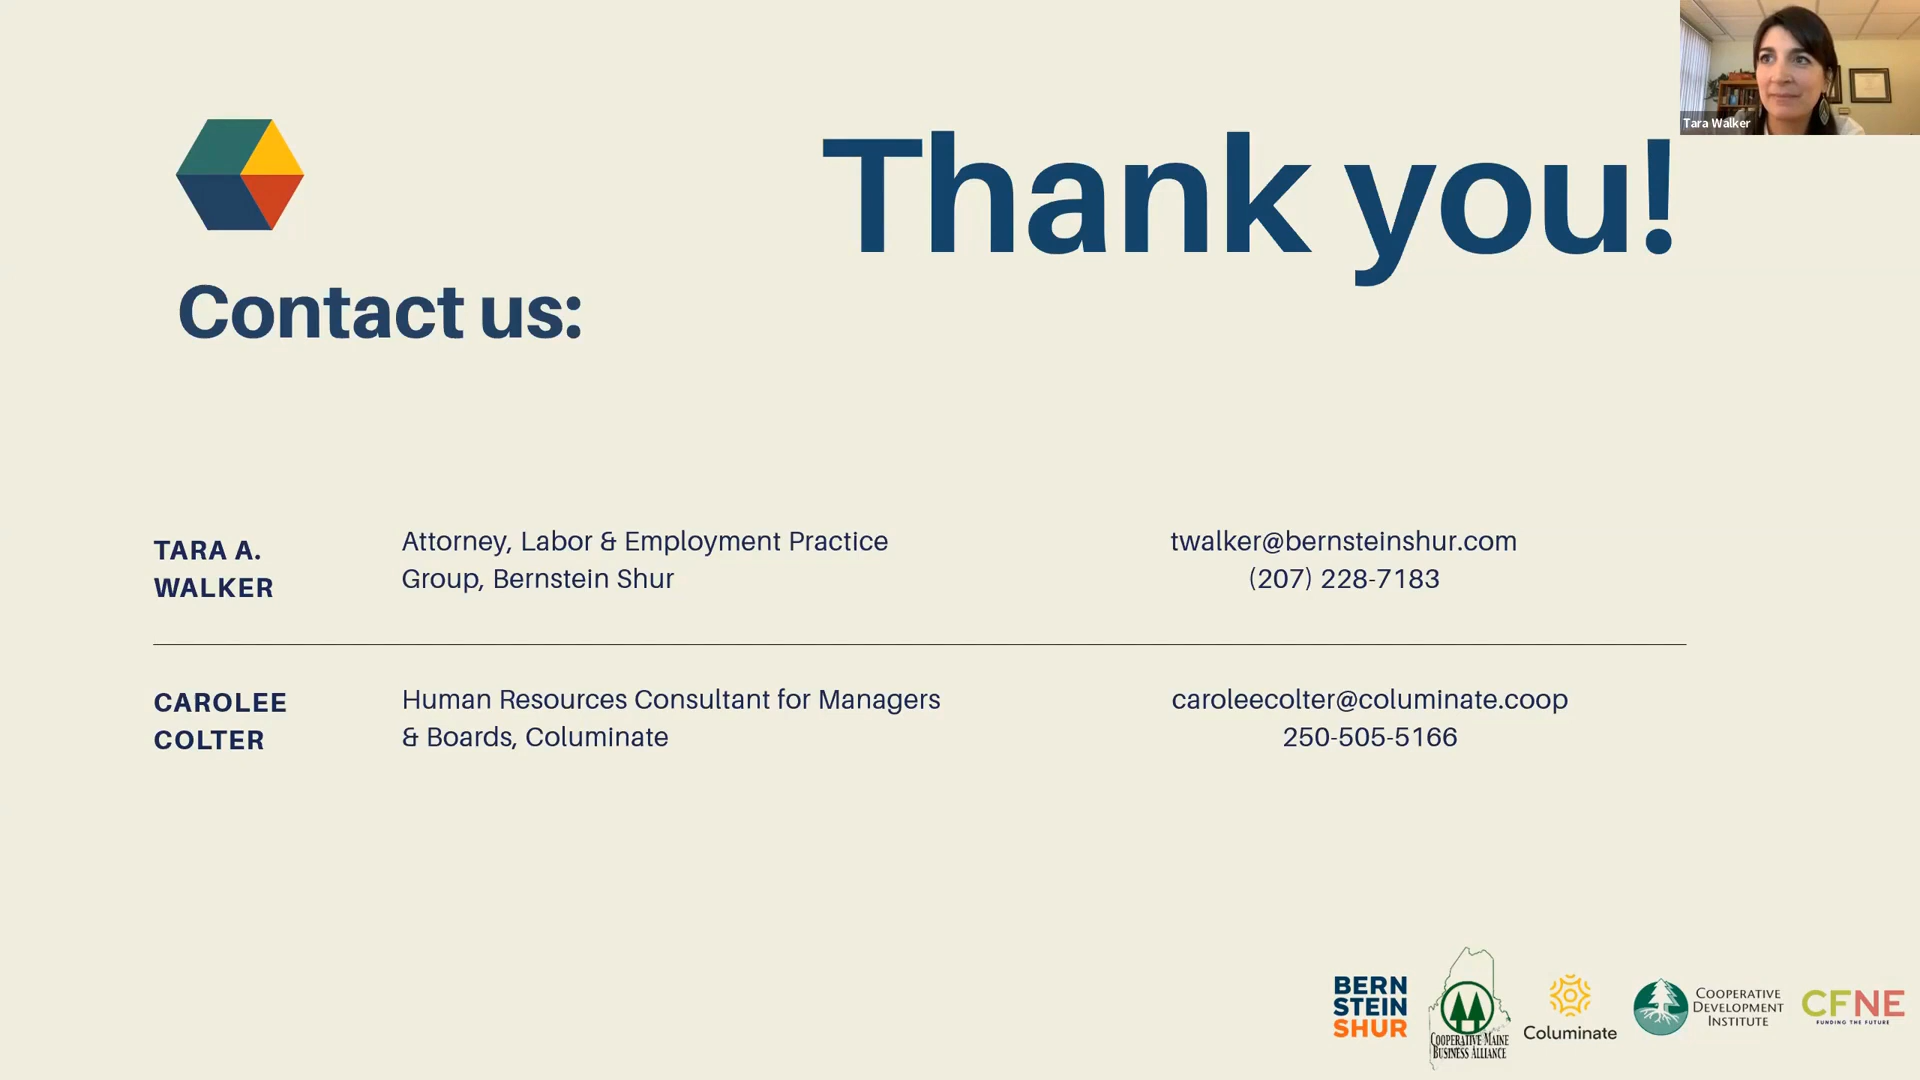 Tara Walker
Thank you!
Contact us:
TARA A.
WALKER
Attorney, Labor & Employment Practice
Group, Bernstein Shur
twalker@bernsteinshur.com
(207) 228-7183
CAROLEE
COLTER
Human Resources Consultant for Managers
& Boards, Columinate
caroleecolter@columinate.coop
250-505-5166
BERN
STEIN
SHUR
COOPERATIVE MAINE
BUSINESS ALLIANCE
Columinate
COOPERATIVE
DEVELOPMENT
INSTITUTE
CFNE
FUNDING THE FUTURE